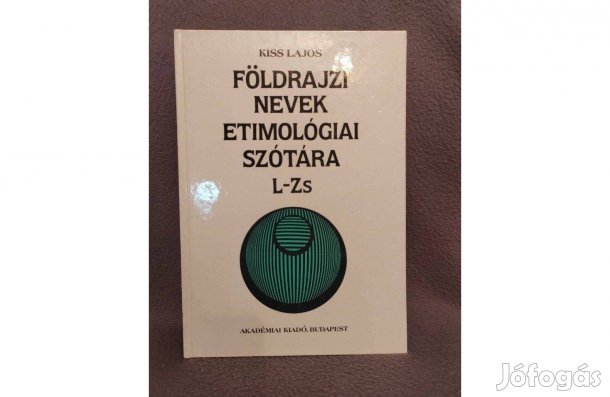 KISS LAJOS
FÖLDRAJZI
NEVEK
ETIMOLÓGIAI
SZÓTÁRA
L-Zs
AKADÉMIAI KIADÓ, BUDAPEST
Jófogás